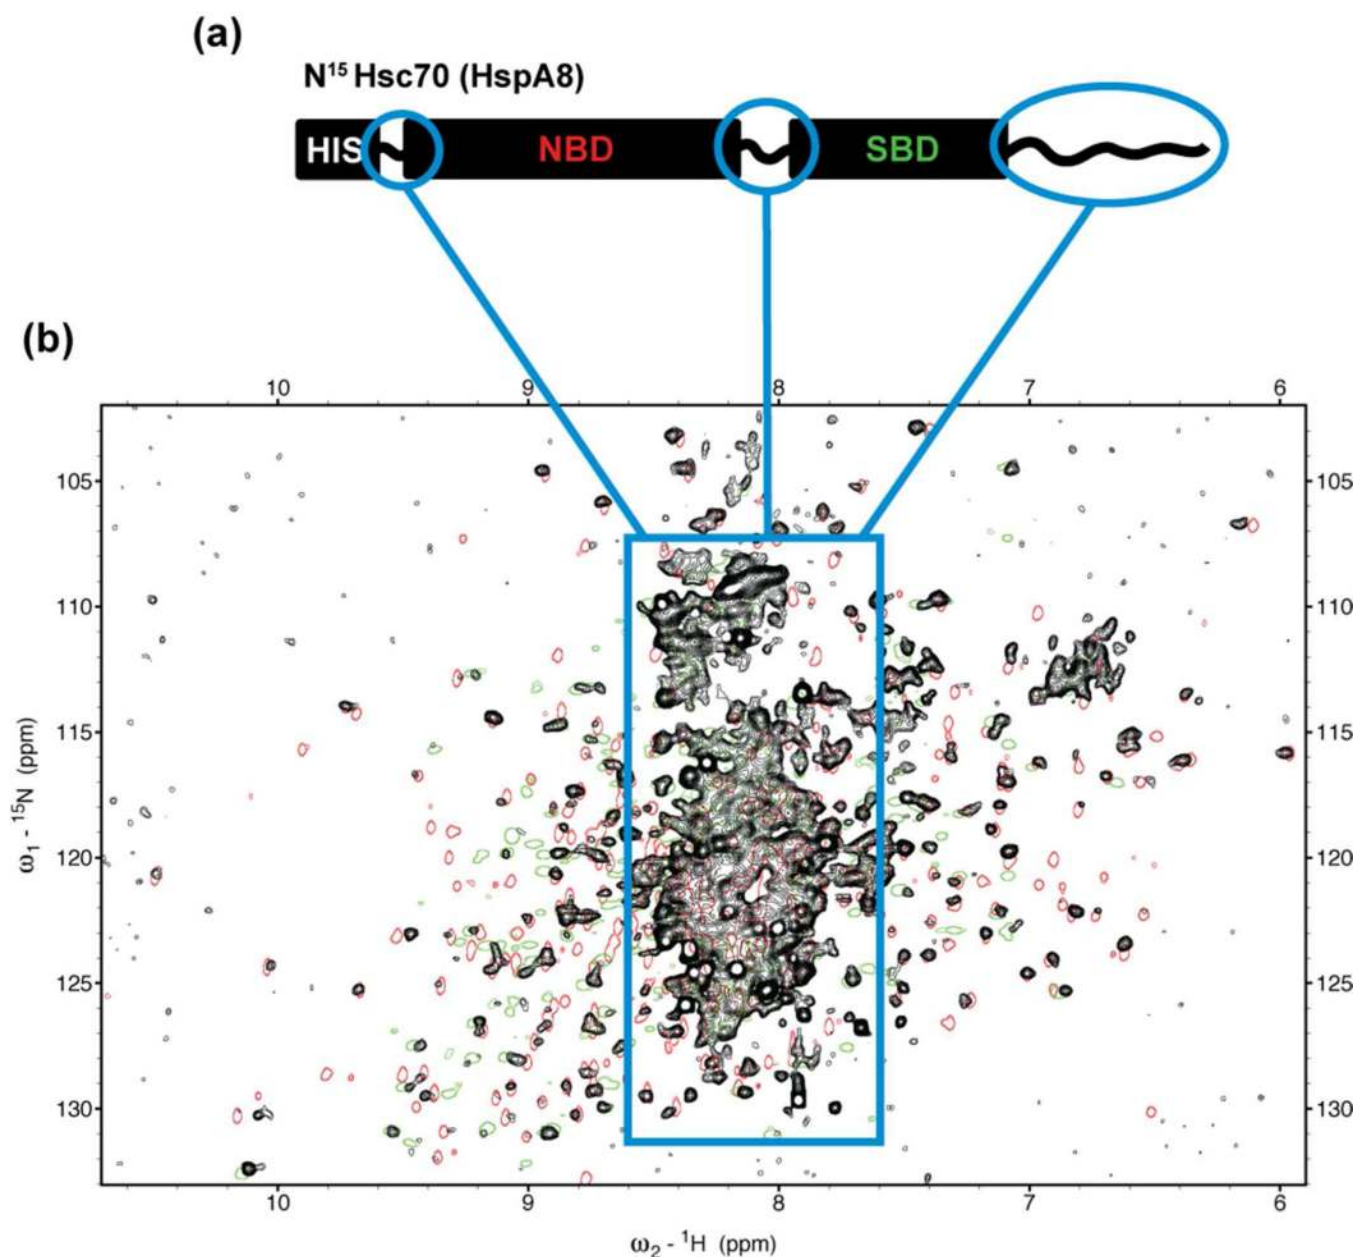 (a)
N¹⁵ Hsc70 (HspA8)
HIS NBD SBD
(b)
10 9 8 7 6
105 105
110 110
115 115
120 120
125 125
130 130
ω₁ - ¹⁵N (ppm)
10 9 8 7 6
ω₂ - ¹H (ppm)